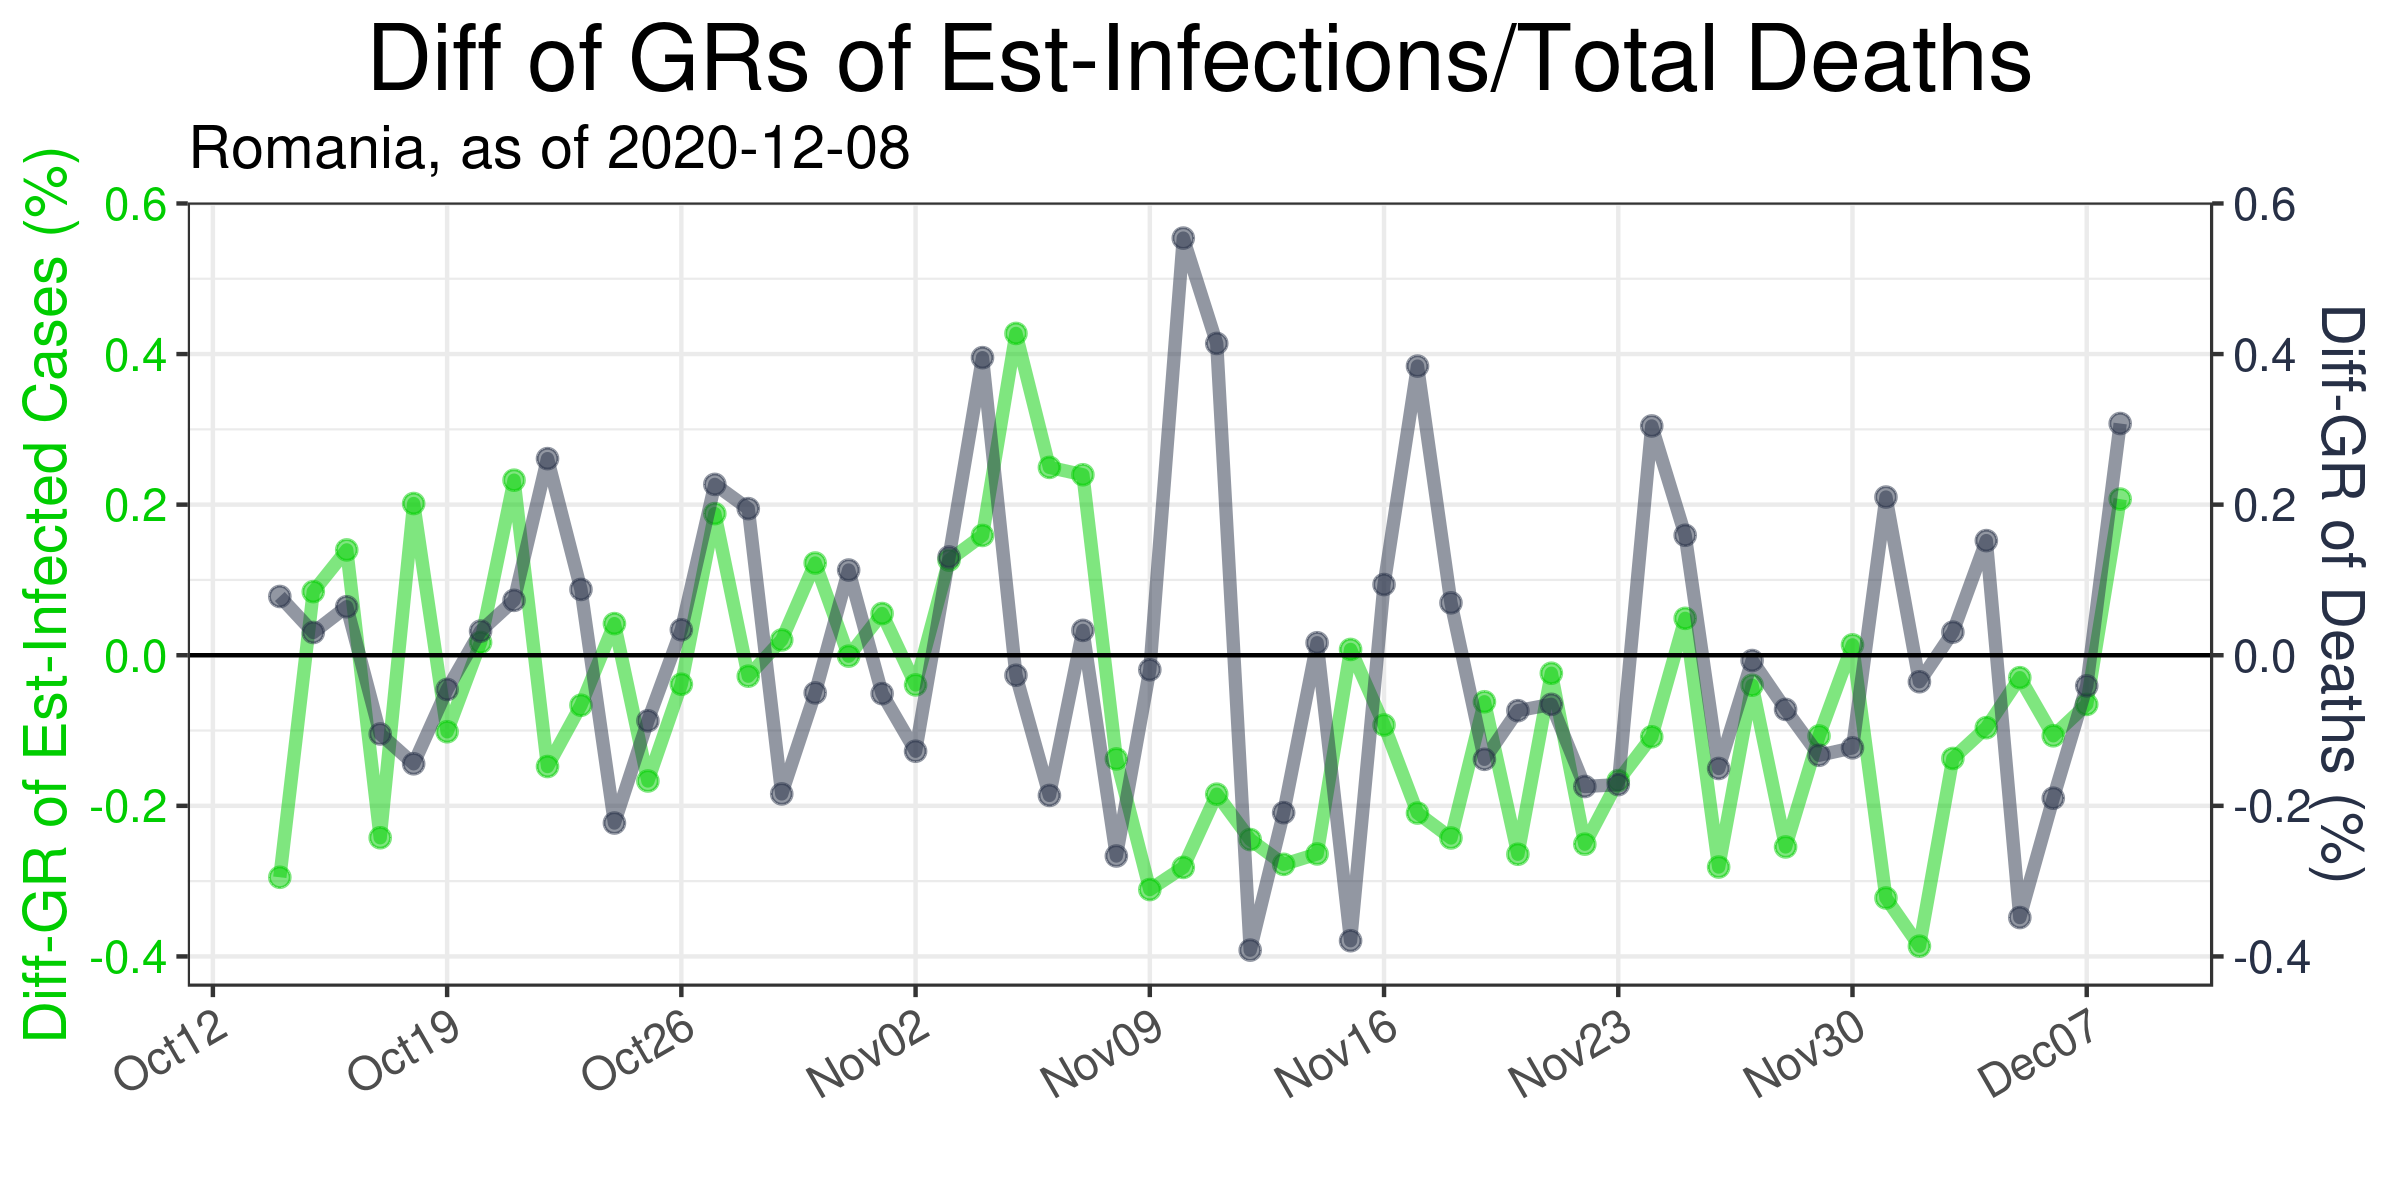 Diff of GRs of Est-Infections/Total Deaths
Romania, as of 2020-12-08
Diff-GR of Est-Infected Cases (%)
0.6
0.4
0.2
0.0
-0.2
-0.4
0.6
0.4
0.2
0.0
-0.2
-0.4
Diff-GR of Deaths (%)
Oct12
Oct19
Oct26
Nov02
Nov09
Nov16
Nov23
Nov30
Dec07